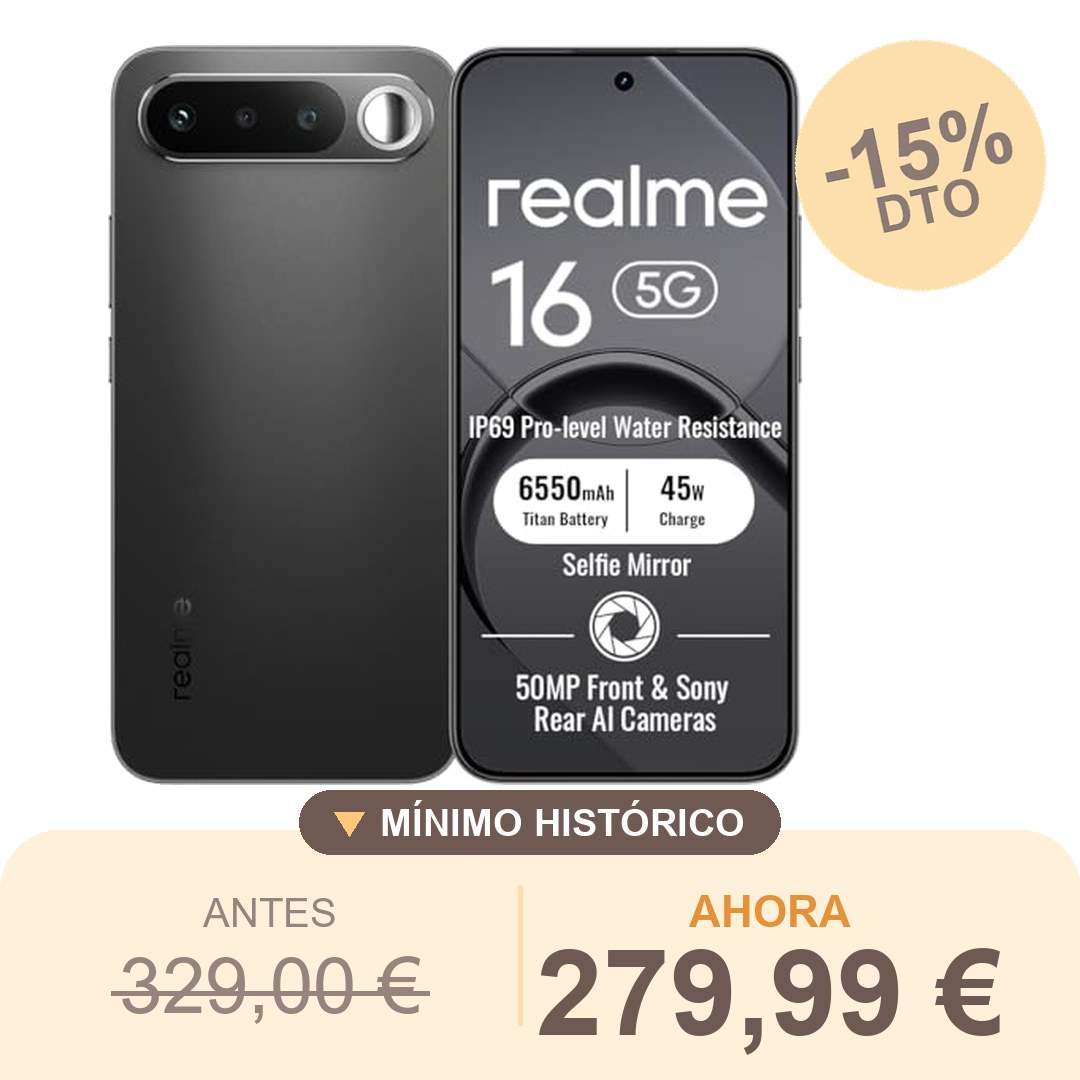 -15%
DTO
realme
16 5G
IP69 Pro-level Water Resistance
6550mAh 45W
Titan Battery Charge
Selfie Mirror
50MP Front & Sony
Rear AI Cameras
realme
MÍNIMO HISTÓRICO
ANTES
329,00 €
AHORA
279,99 €